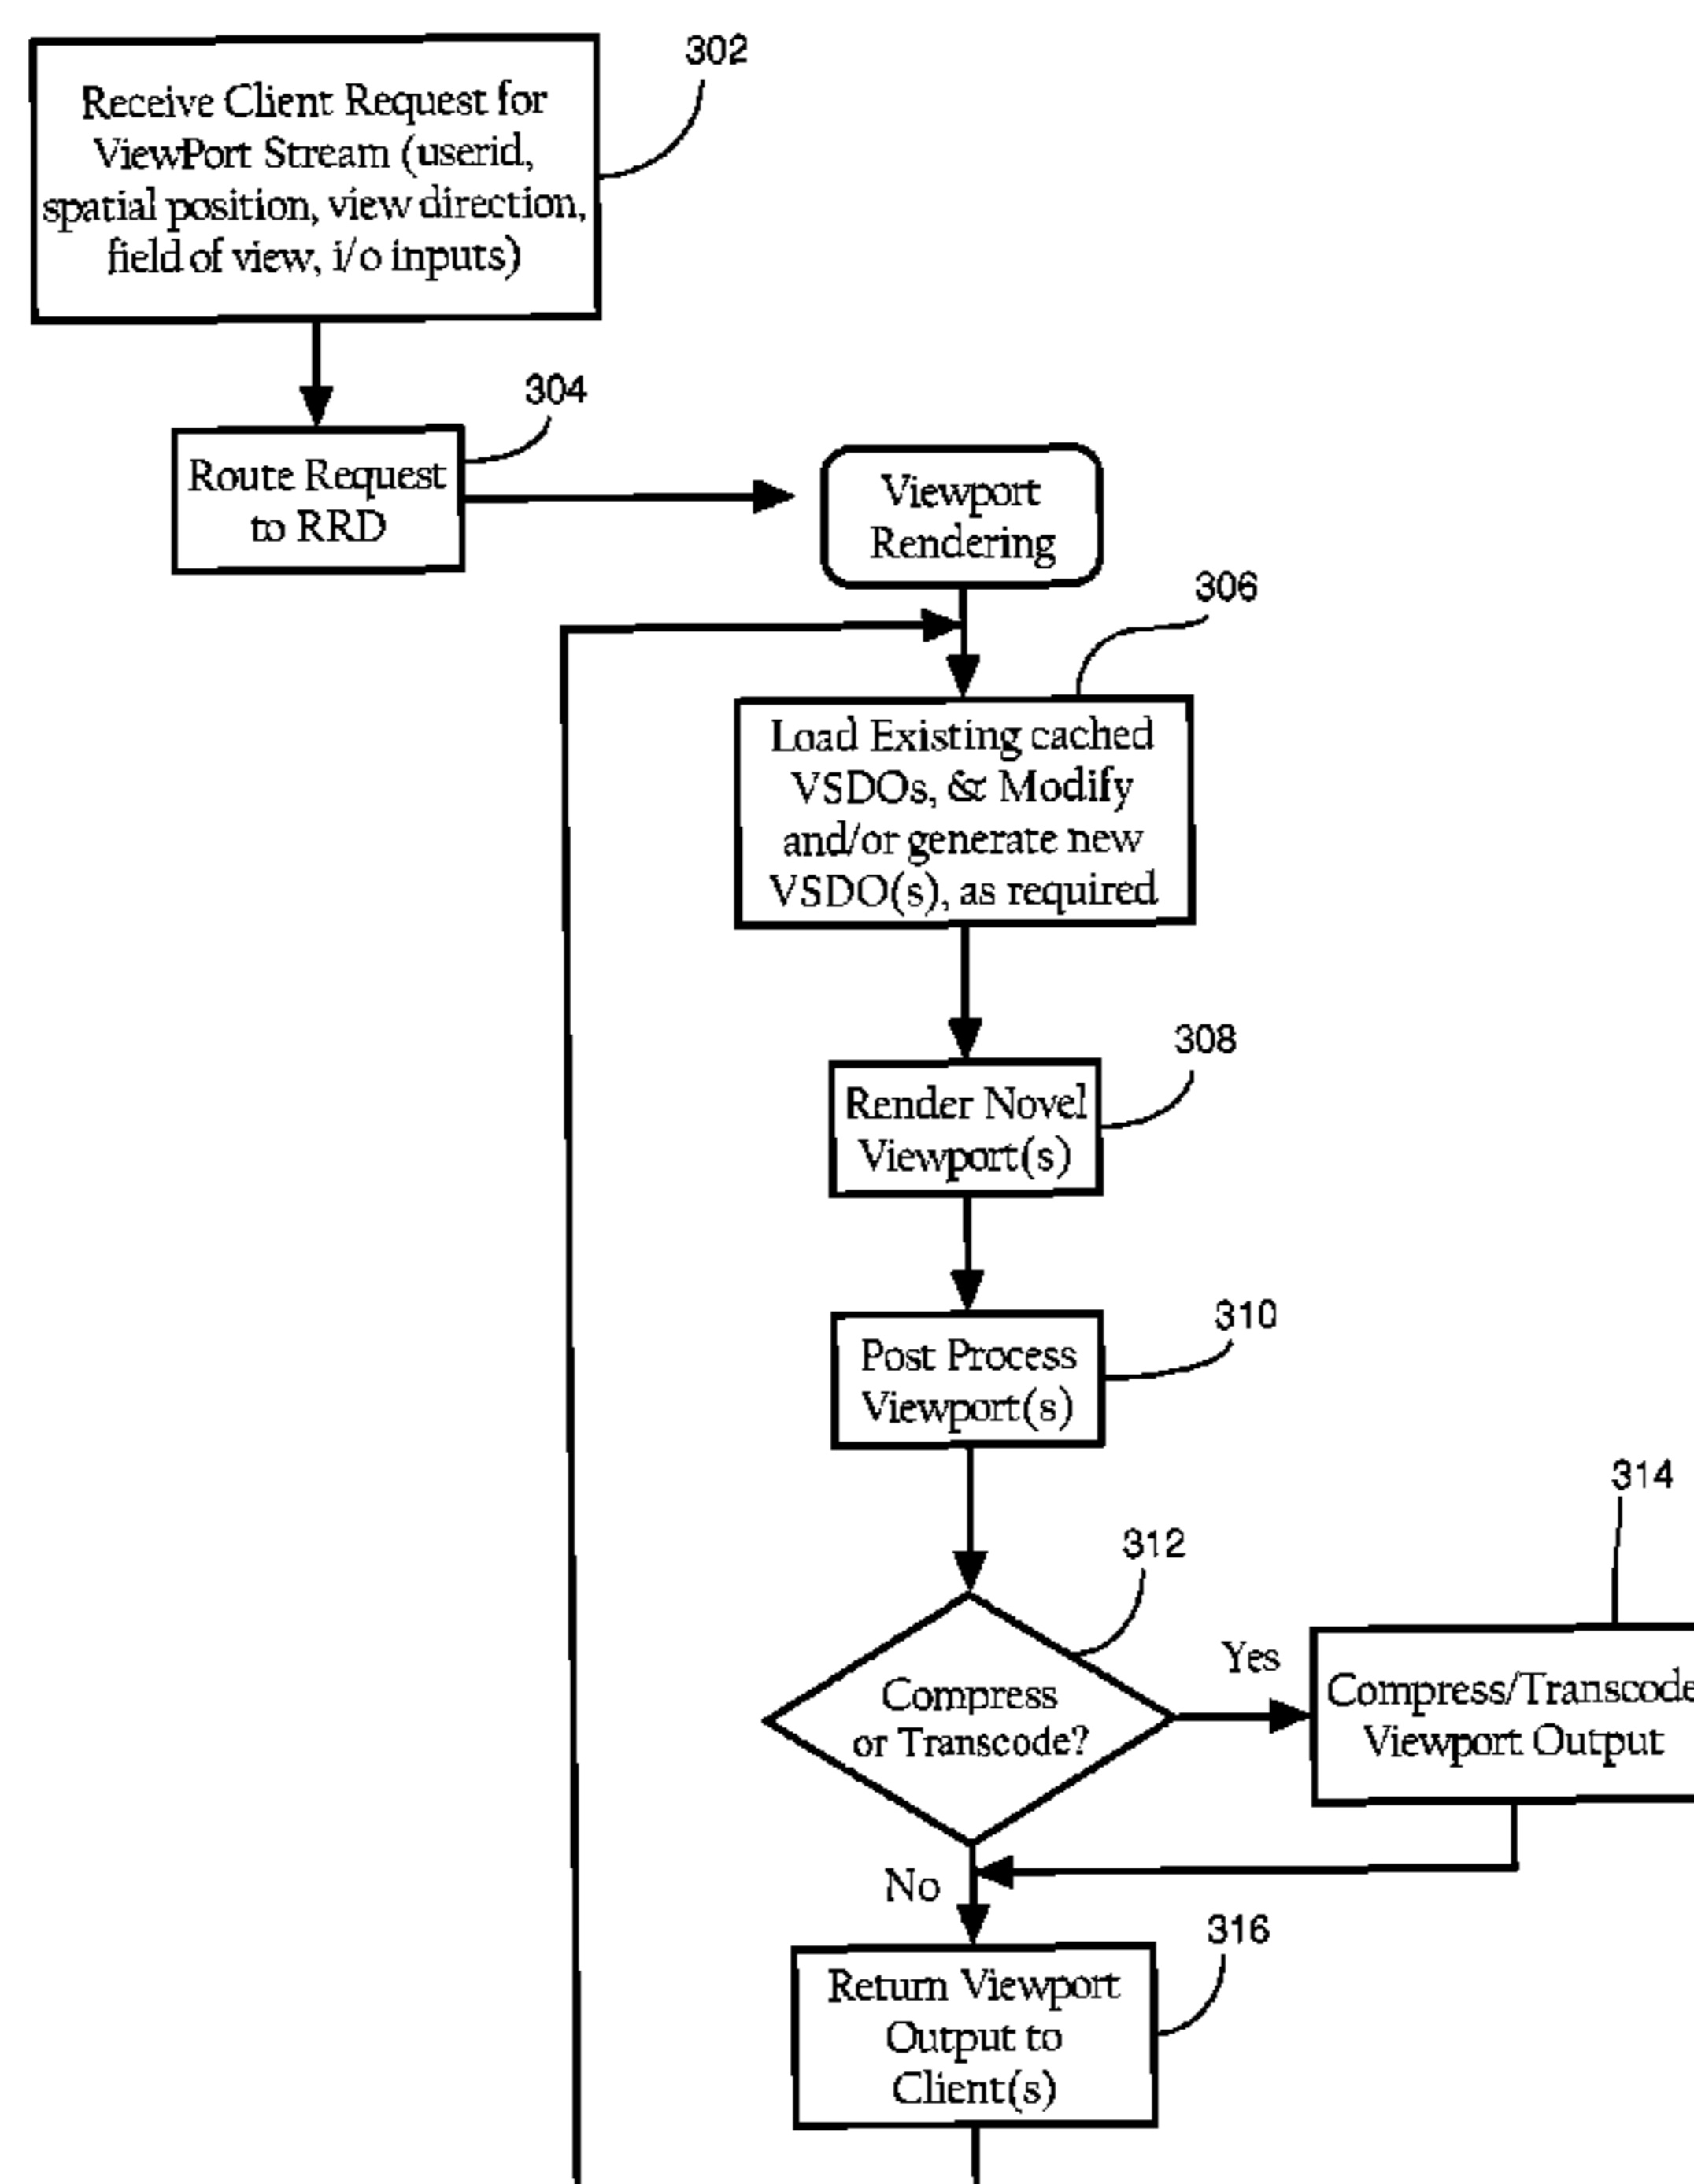 302
Receive Client Request for
ViewPort Stream (userid,
spatial position, view direction,
field of view, i/o inputs)
304
Route Request
to RRD
Viewport
Rendering
306
Load Existing cached
VSDOs, & Modify
and/or generate new
VSDO(s), as required
308
Render Novel
Viewport(s)
310
Post Process
Viewport(s)
312
Compress
or Transcode?
Yes
314
Compress/Transcode
Viewport Output
No
316
Return Viewport
Output to
Client(s)